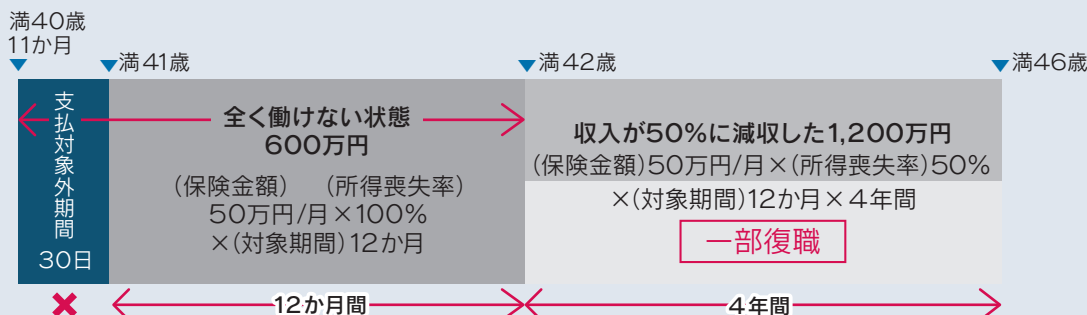 満40歳
11か月
満41歳
満42歳
満46歳
支払対象外期間
30日
全く働けない状態
600万円
(保険金額) (所得喪失率)
50万円/月×100%
×(対象期間)12か月
収入が50%に減収した1,200万円
(保険金額)50万円/月×(所得喪失率)50%
×(対象期間)12か月×4年間
一部復職
12か月間
4年間